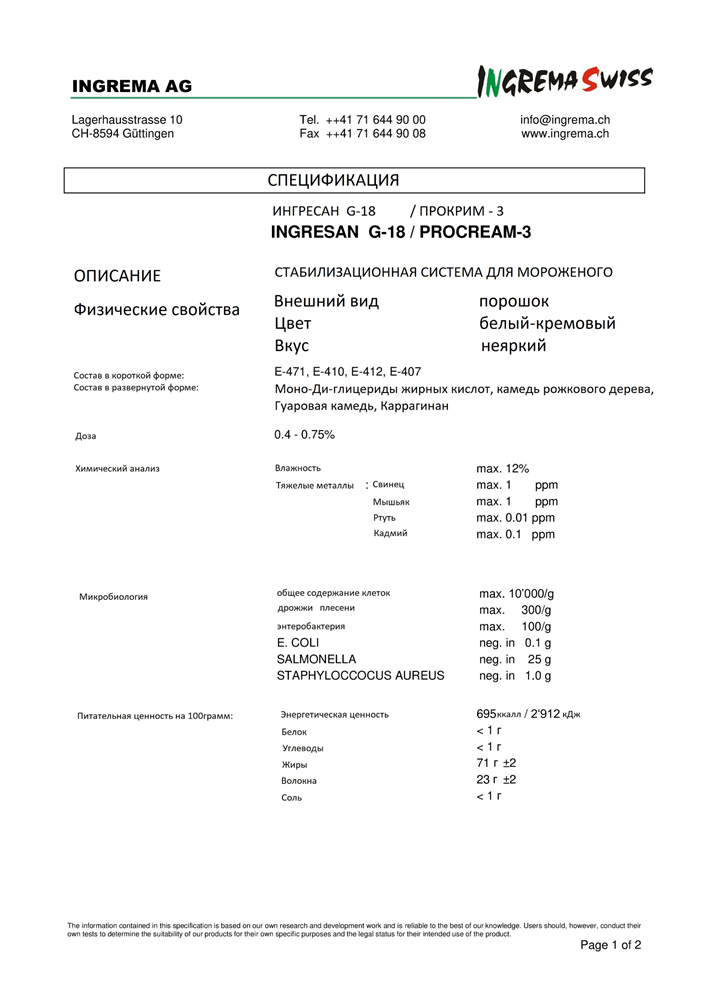 INGREMA AG
INGREMA SWISS
Lagerhausstrasse 10 Tel. ++41 71 644 90 00 info@ingrema.ch
CH-8594 Güttingen Fax ++41 71 644 90 08 www.ingrema.ch
СПЕЦИФИКАЦИЯ
ИНГРЕСАН G-18 / ПРОКРИМ - 3
INGRESAN G-18 / PROCREAM-3
ОПИСАНИЕ СТАБИЛИЗАЦИОННАЯ СИСТЕМА ДЛЯ МОРОЖЕНОГО
Физические свойства Внешний вид порошок
Цвет белый-кремовый
Вкус неяркий
Состав в короткой форме: E-471, E-410, E-412, E-407
Состав в развернутой форме: Моно-Ди-глицериды жирных кислот, камедь рожкового дерева,
Гуаровая камедь, Каррагинан
Доза 0.4 - 0.75%
Химический анализ Влажность max. 12%
Тяжелые металлы : Свинец max. 1 ppm
Мышьяк max. 1 ppm
Ртуть max. 0.01 ppm
Кадмий max. 0.1 ppm
Микробиология общее содержание клеток max. 10'000/g
дрожжи плесени max. 300/g
энтеробактерия max. 100/g
E. COLI neg. in 0.1 g
SALMONELLA neg. in 25 g
STAPHYLOCCOCUS AUREUS neg. in 1.0 g
Питательная ценность на 100грамм: Энергетическая ценность 695ккалл / 2'912 кДж
Белок < 1 г
Углеводы < 1 г
Жиры 71 г ±2
Волокна 23 г ±2
Соль < 1 г
The information contained in this specification is based on our own research and development work and is reliable to the best of our knowledge. Users should, however, conduct their
own tests to determine the suitability of our products for their own specific purposes and the legal status for their intended use of the product.
Page 1 of 2